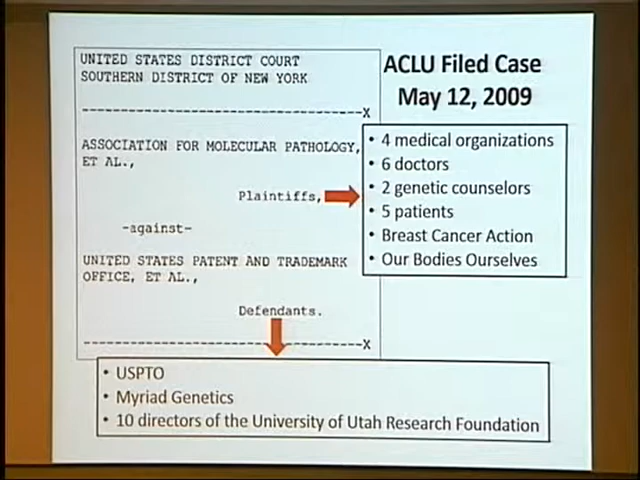 UNITED STATES DISTRICT COURT
SOUTHERN DISTRICT OF NEW YORK
----------------------------------------X
ASSOCIATION FOR MOLECULAR PATHOLOGY,
ET AL.,
Plaintiffs,
-against-
UNITED STATES PATENT AND TRADEMARK
OFFICE, ET AL.,
Defendants.
----------------------------------------X
ACLU Filed Case
May 12, 2009
• 4 medical organizations
• 6 doctors
• 2 genetic counselors
• 5 patients
• Breast Cancer Action
• Our Bodies Ourselves
• USPTO
• Myriad Genetics
• 10 directors of the University of Utah Research Foundation